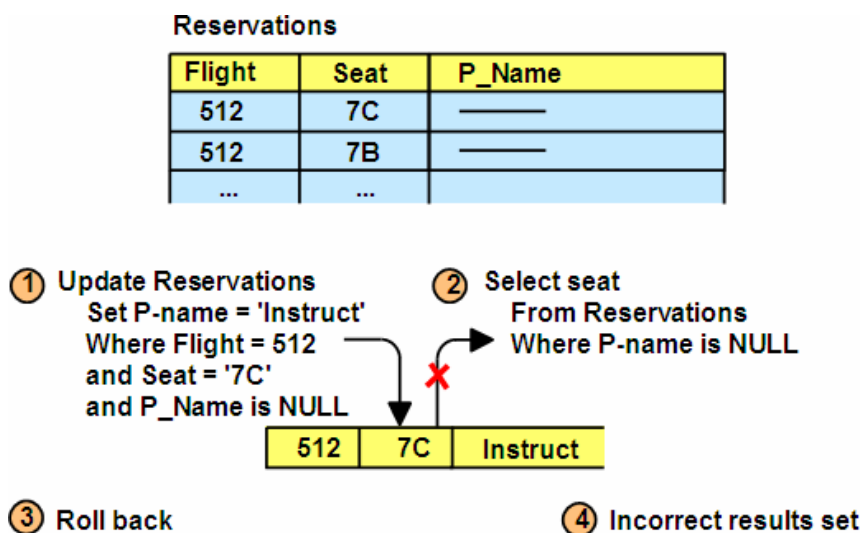 Reservations
Flight Seat P_Name
512 7C
512 7B
... ...
1 Update Reservations
Set P-name = 'Instruct'
Where Flight = 512
and Seat = '7C'
and P_Name is NULL
2 Select seat
From Reservations
Where P-name is NULL
512 7C Instruct
3 Roll back
4 Incorrect results set